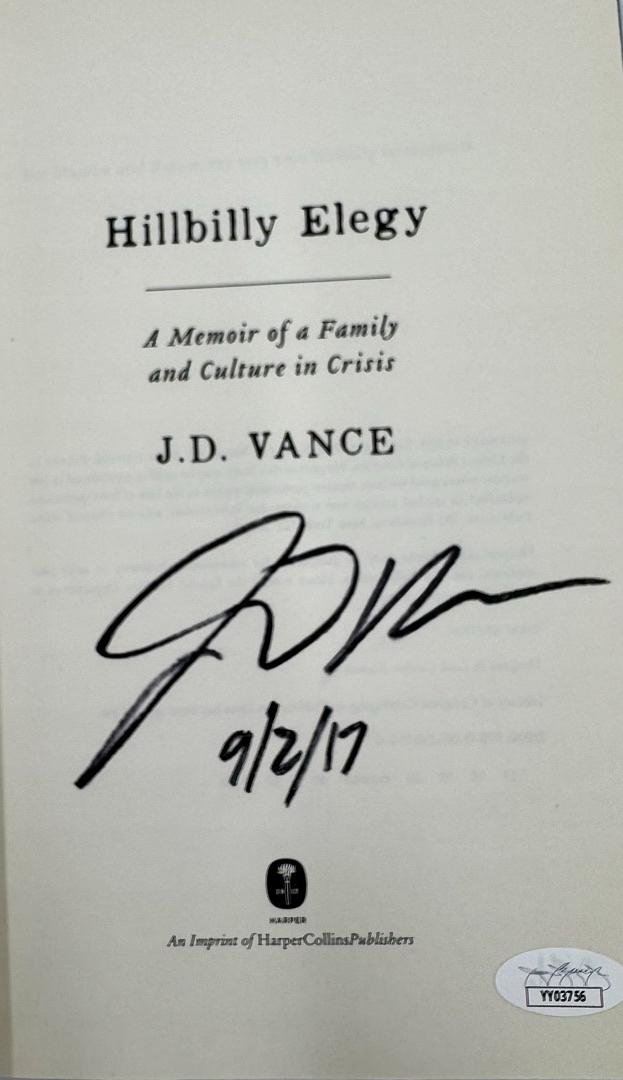 Hillbilly Elegy
A Memoir of a Family
and Culture in Crisis
J.D. VANCE
9/2/17
HARPER
An Imprint of HarperCollinsPublishers
YY03756